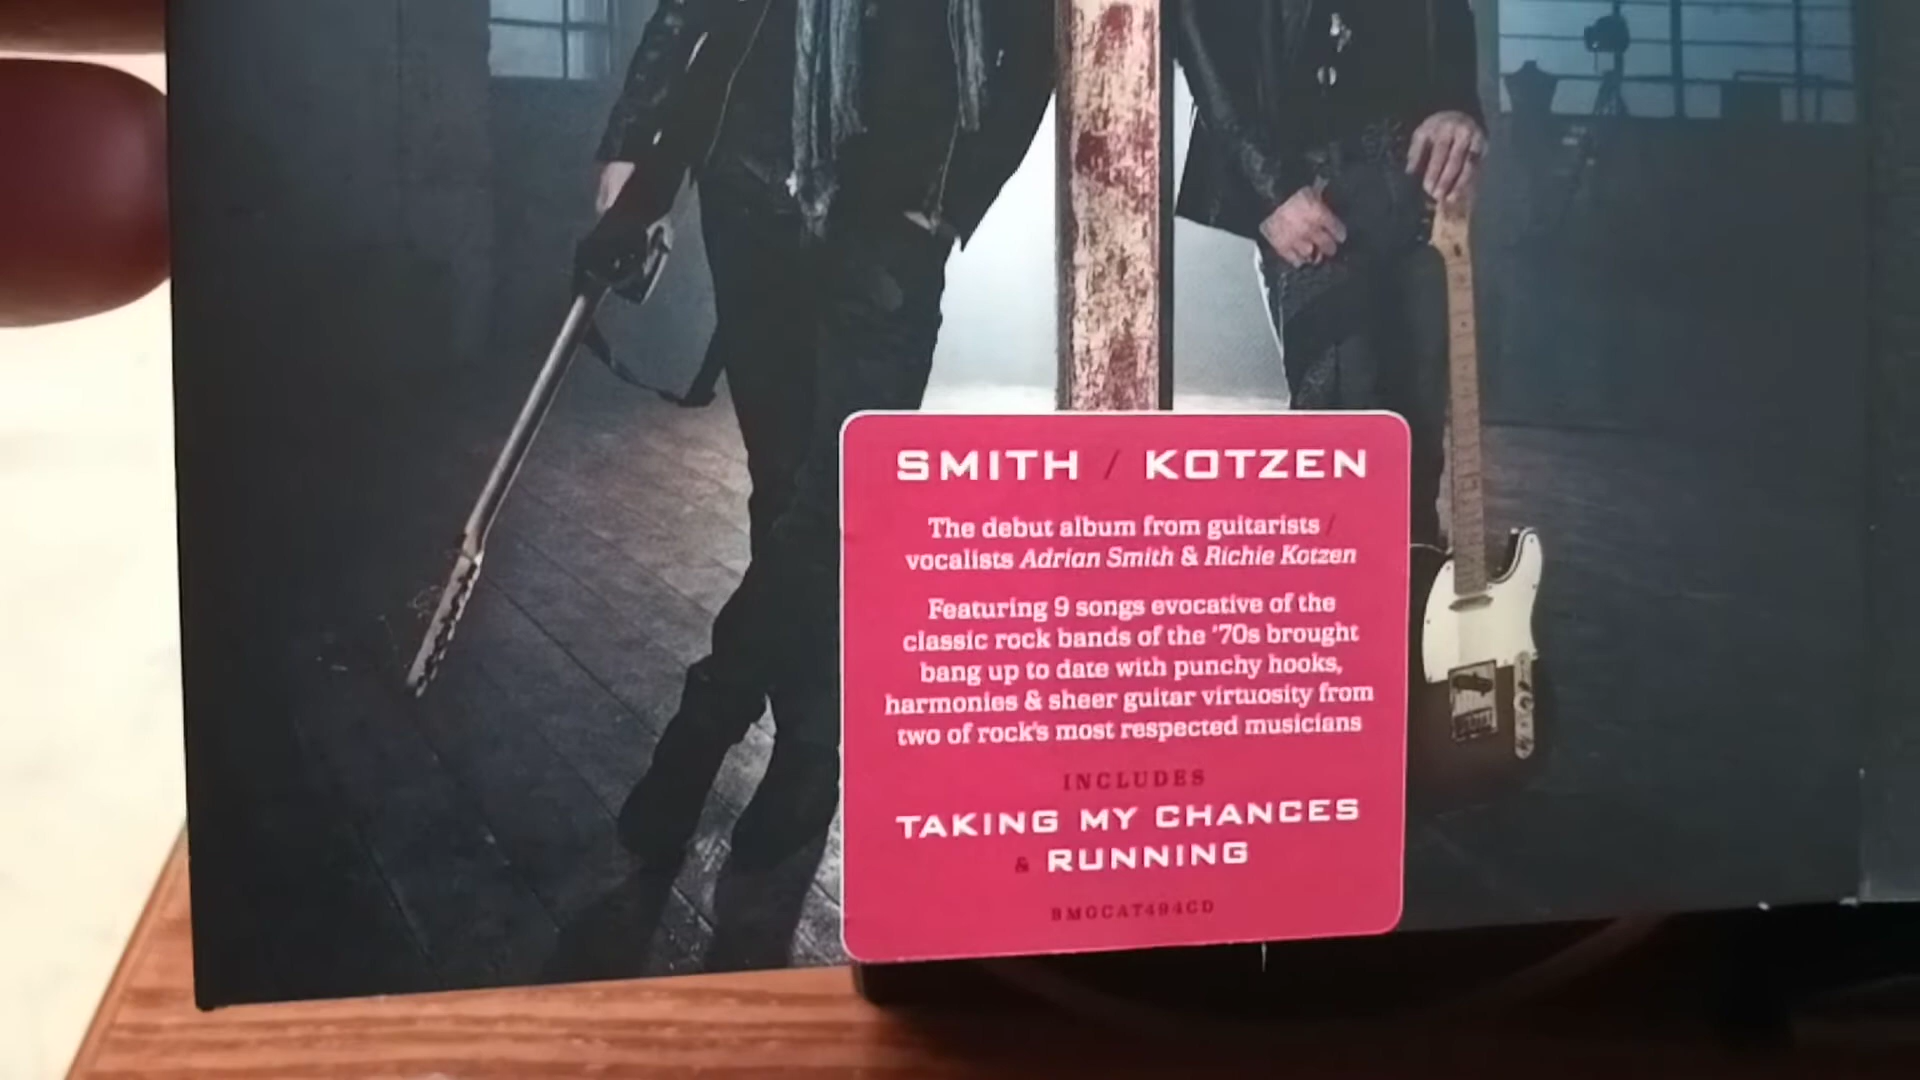 SMITH / KOTZEN
The debut album from guitarists /
vocalists Adrian Smith & Richie Kotzen
Featuring 9 songs evocative of the
classic rock bands of the '70s brought
bang up to date with punchy hooks,
harmonies & sheer guitar virtuosity from
two of rock's most respected musicians
INCLUDES
TAKING MY CHANCES
& RUNNING
BMGCAT494CD